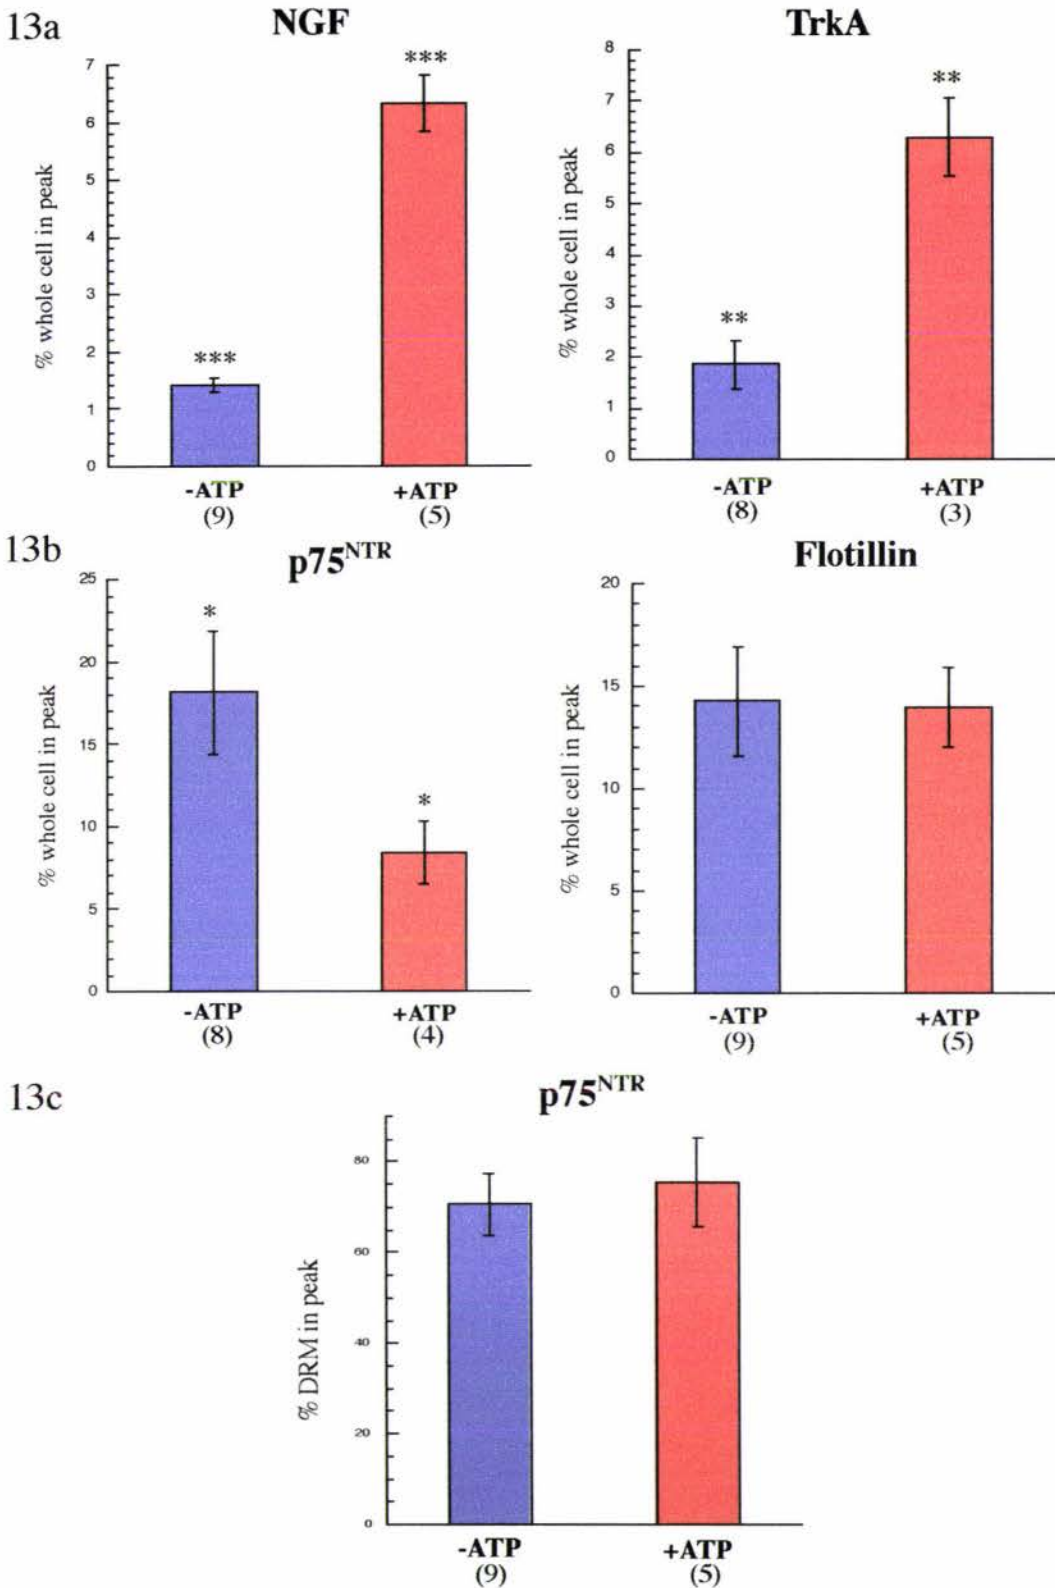 13a
NGF
TrkA
% whole cell in peak
7
6
5
4
3
2
1
0
***
***
-ATP
(9)
+ATP
(5)
% whole cell in peak
8
7
6
5
4
3
2
1
0
**
**
-ATP
(8)
+ATP
(3)
13b
p75NTR
Flotillin
% whole cell in peak
25
20
15
10
5
0
*
*
-ATP
(8)
+ATP
(4)
% whole cell in peak
20
15
10
5
0
-ATP
(9)
+ATP
(5)
13c
p75NTR
% DRM in peak
80
60
40
20
0
-ATP
(9)
+ATP
(5)